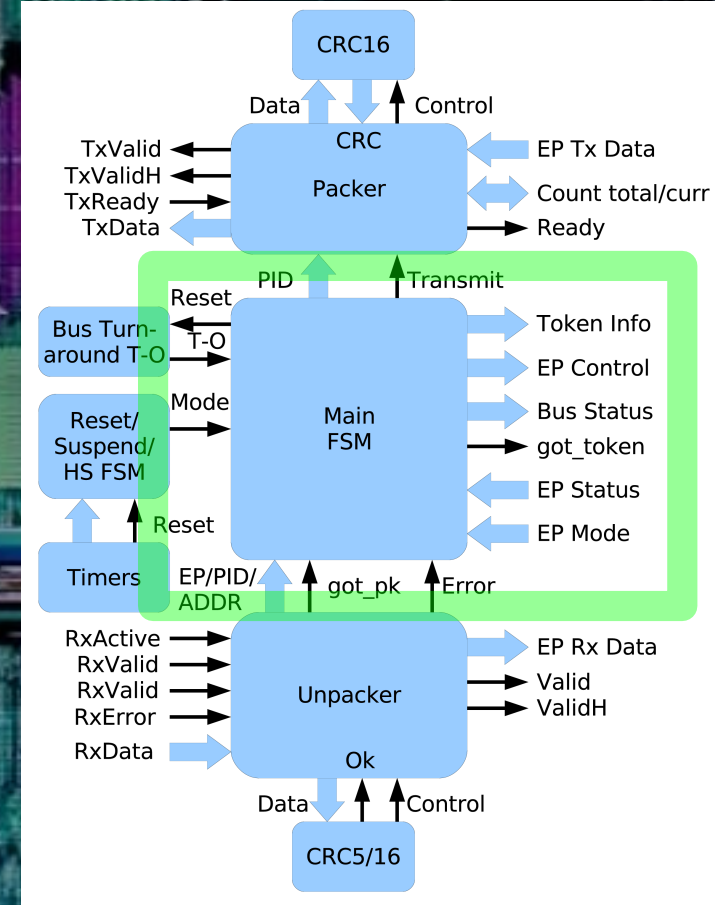 CRC16
Data
Control
CRC
Packer
TxValid
TxValidH
TxReady
TxData
EP Tx Data
Count total/curr
Ready
PID
Transmit
Reset
Bus Turn-
around T-O
T-O
Mode
Reset/
Suspend/
HS FSM
Reset
Timers
Main
FSM
Token Info
EP Control
Bus Status
got_token
EP Status
EP Mode
EP/PID/
ADDR
got_pk
Error
RxActive
RxValid
RxValid
RxError
RxData
Unpacker
Ok
EP Rx Data
Valid
ValidH
Data
Control
CRC5/16